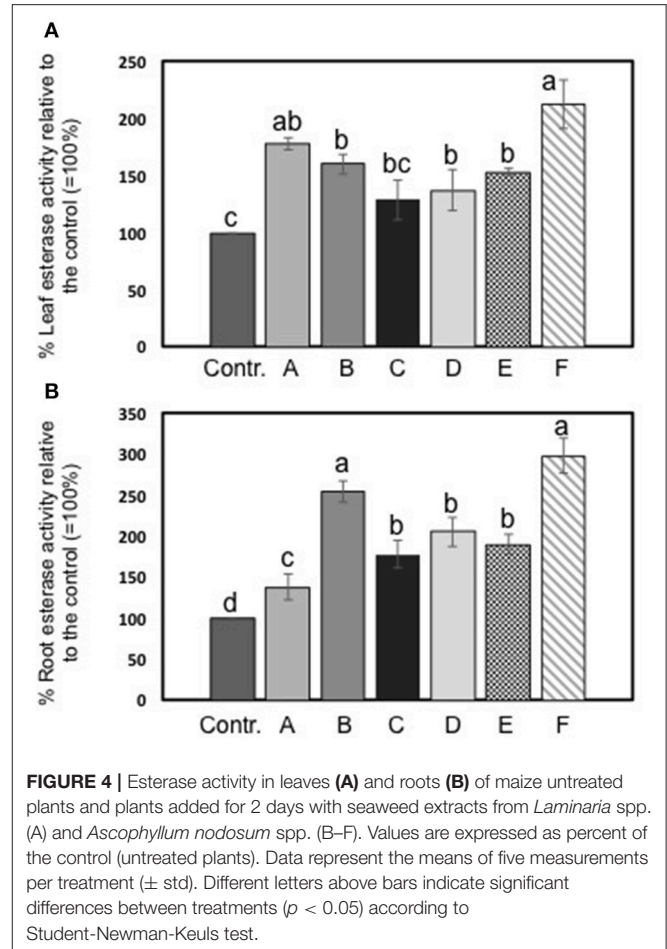 A
% Leaf esterase activity relative to
the control (=100%)
250
200
150
100
50
0
c
ab
b
bc
b
b
a
Contr. A B C D E F
B
% Root esterase activity relative
to the control (=100%)
350
300
250
200
150
100
50
0
d
c
a
b
b
b
a
Contr. A B C D E F
FIGURE 4 | Esterase activity in leaves (A) and roots (B) of maize untreated
plants and plants added for 2 days with seaweed extracts from Laminaria spp.
(A) and Ascophyllum nodosum spp. (B–F). Values are expressed as percent of
the control (untreated plants). Data represent the means of five measurements
per treatment (± std). Different letters above bars indicate significant
differences between treatments (p < 0.05) according to
Student-Newman-Keuls test.